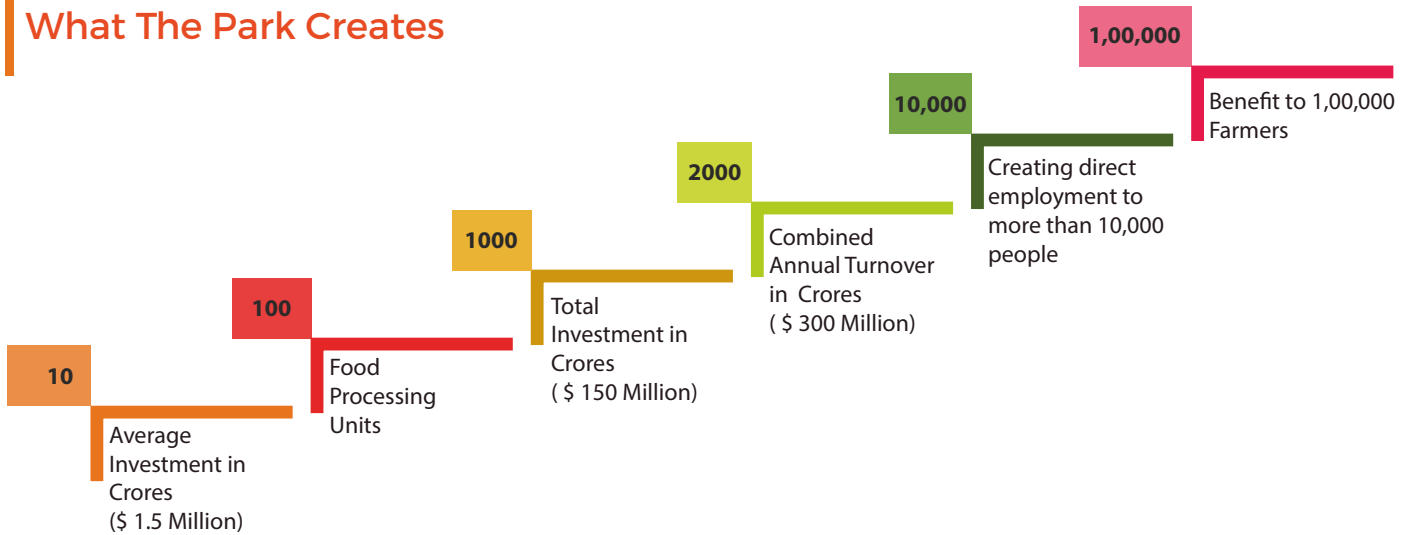 What The Park Creates
10
Average
Investment in
Crores
($ 1.5 Million)
100
Food
Processing
Units
1000
Total
Investment in
Crores
( $ 150 Million)
2000
Combined
Annual Turnover
in Crores
( $ 300 Million)
10,000
Creating direct
employment to
more than 10,000
people
1,00,000
Benefit to 1,00,000
Farmers